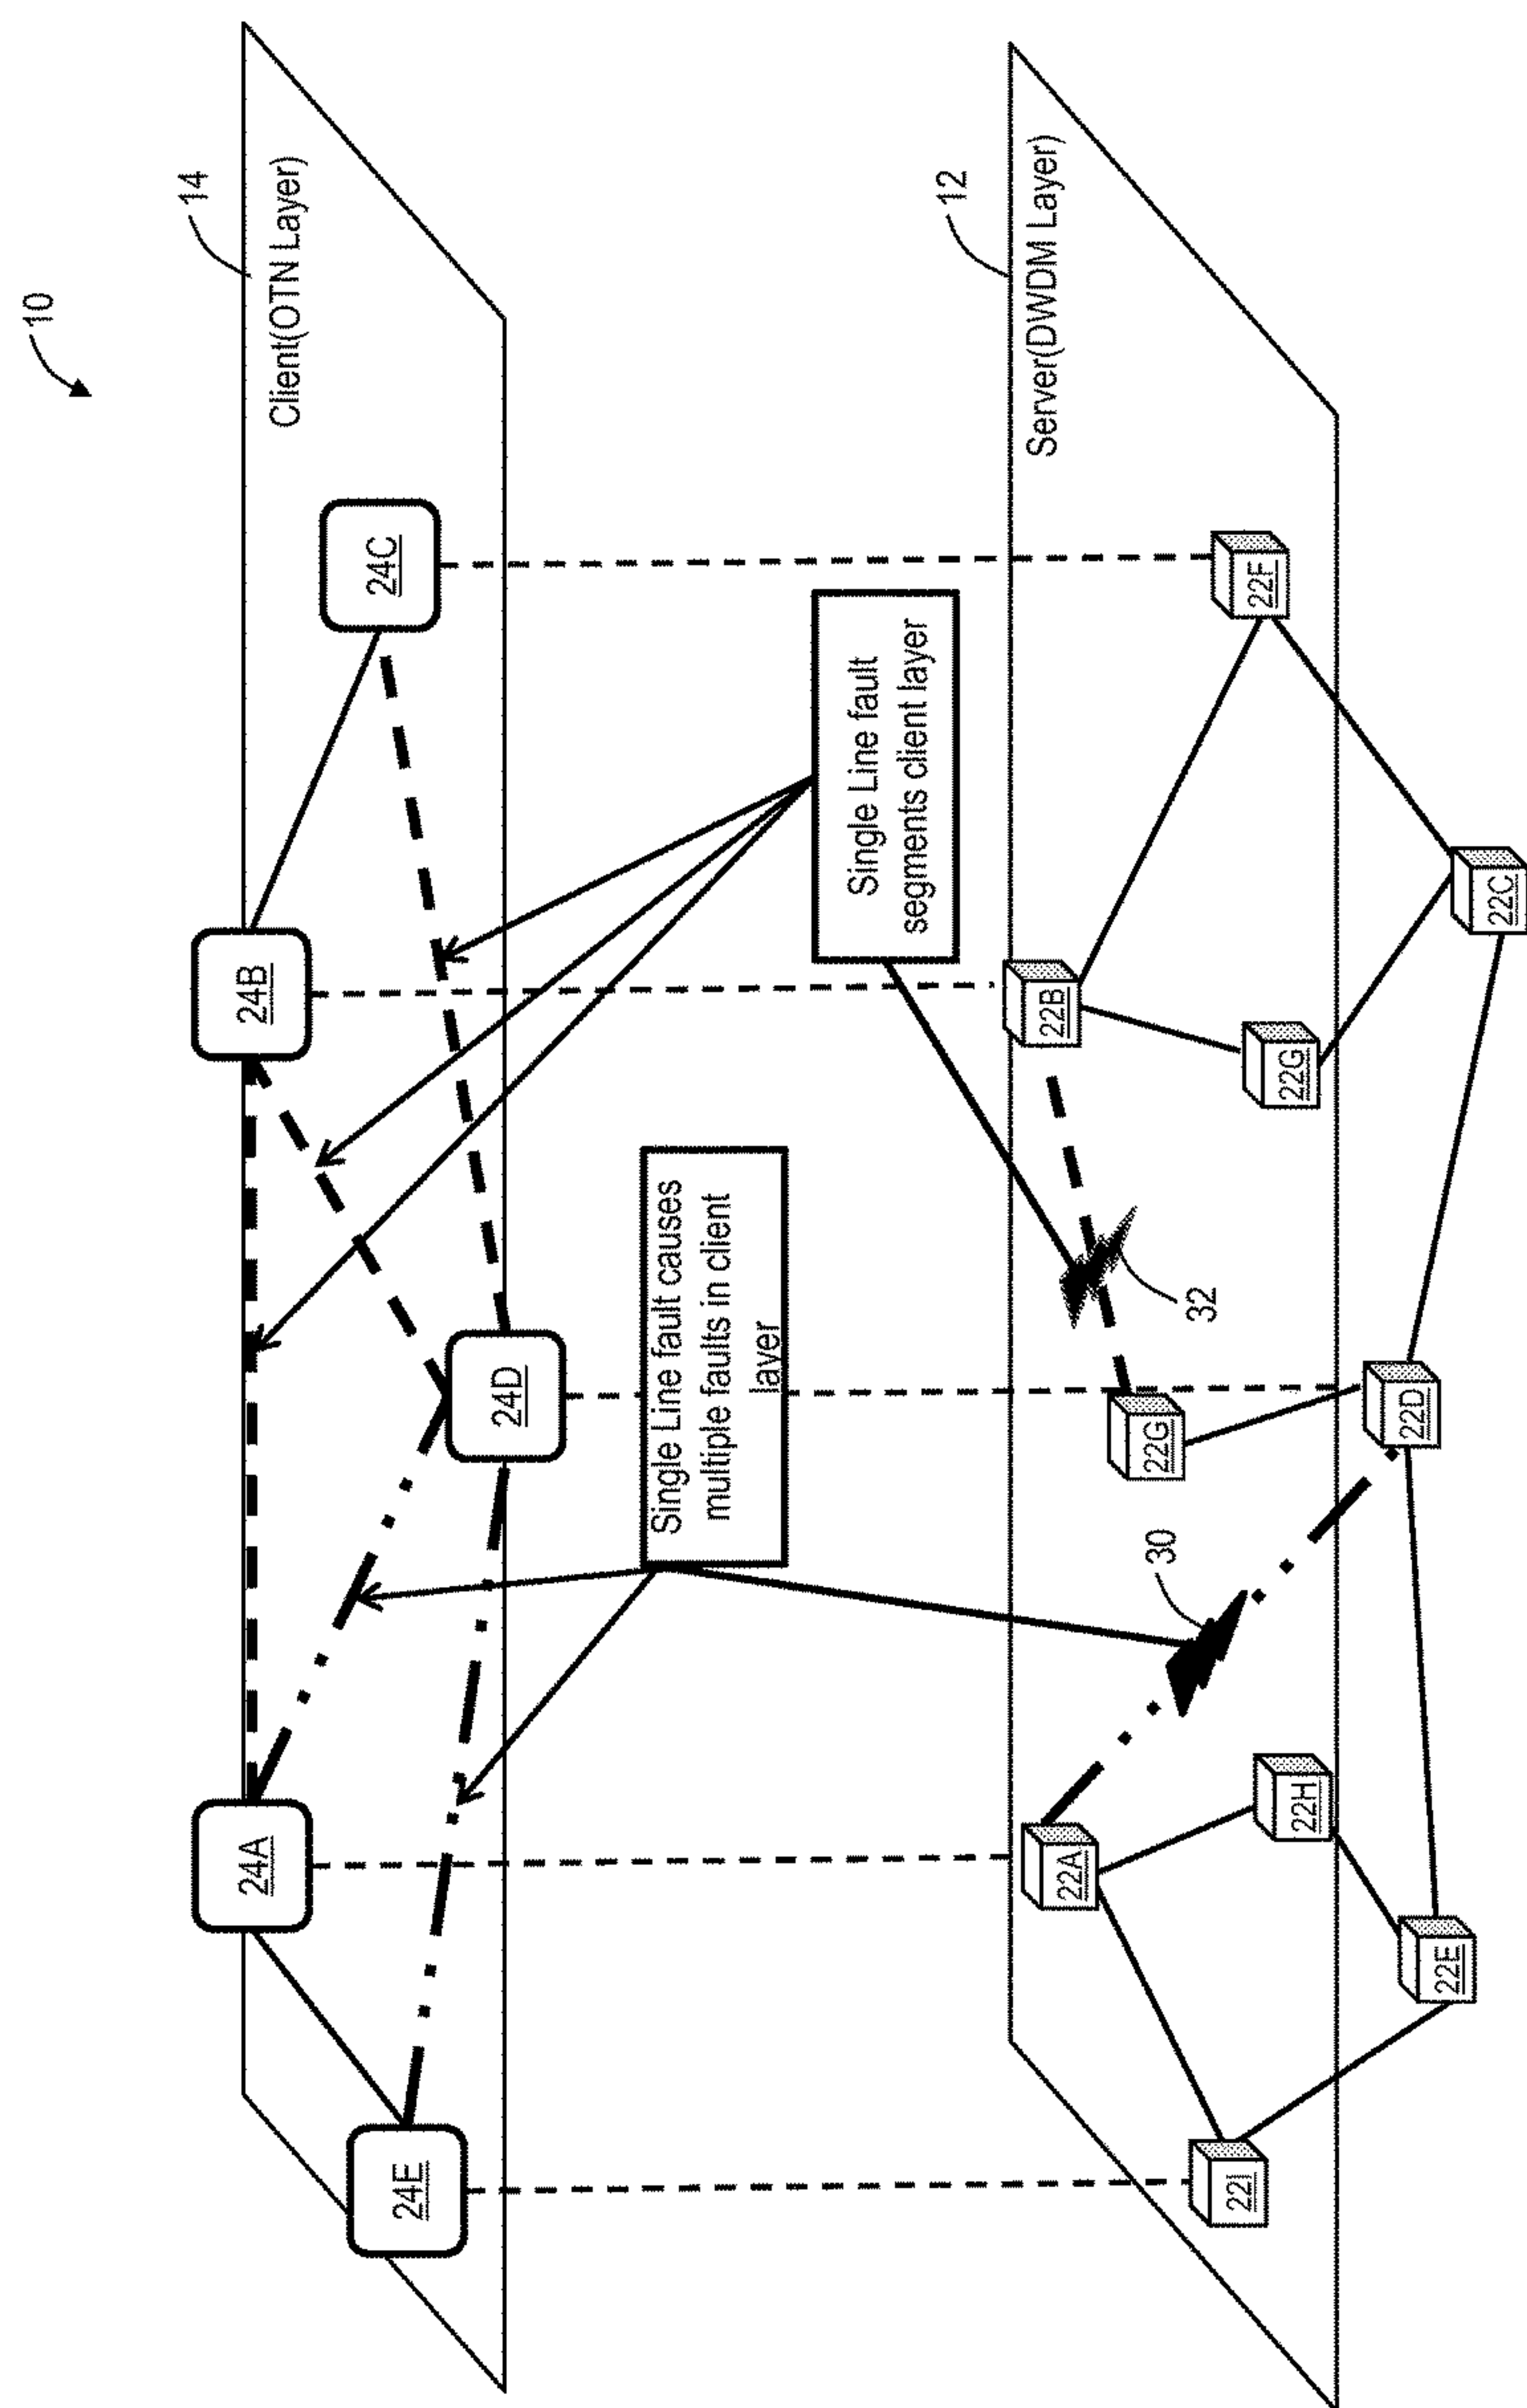 10
14
Client(OTN Layer)
24A
24B
24C
24D
24E
Single Line fault causes
multiple faults in client
layer
Single Line fault
segments client layer
12
Server(DWDM Layer)
22A
22B
22F
22G
22G
22H
22I
30
32
22D
22C
22E